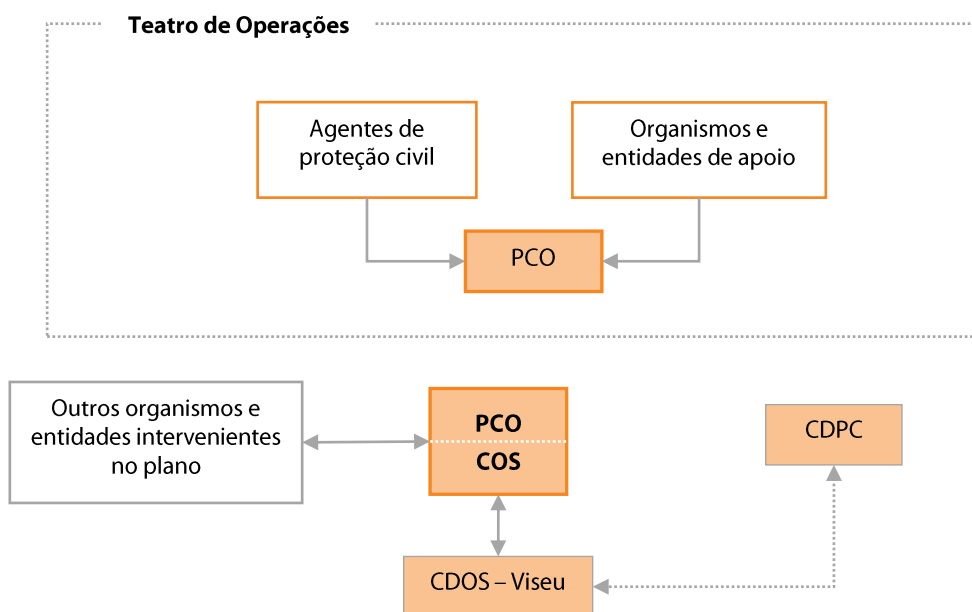 Teatro de Operações
Agentes de
proteção civil
Organismos e
entidades de apoio
PCO
Outros organismos e
entidades intervenientes
no plano
PCO
COS
CDPC
CDOS – Viseu